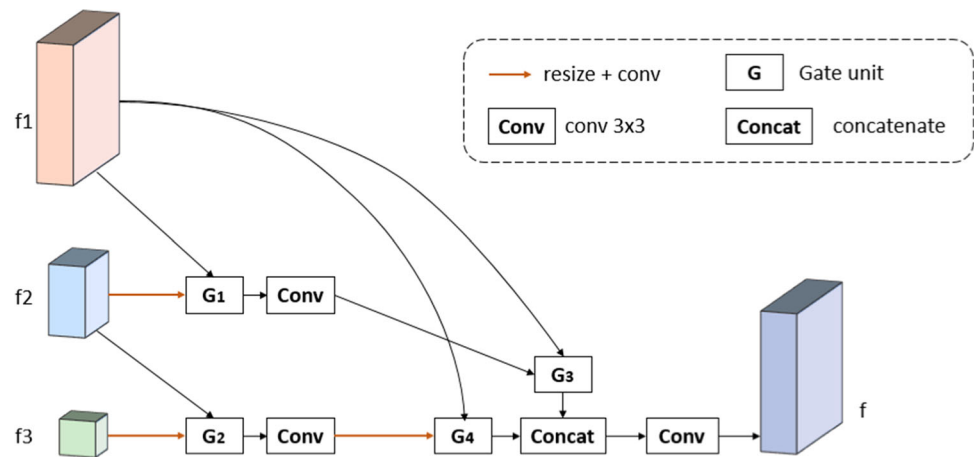 resize + conv
G
Gate unit
Conv
conv 3x3
Concat
concatenate
f1
f2
G1
Conv
G3
f3
G2
Conv
G4
Concat
Conv
f